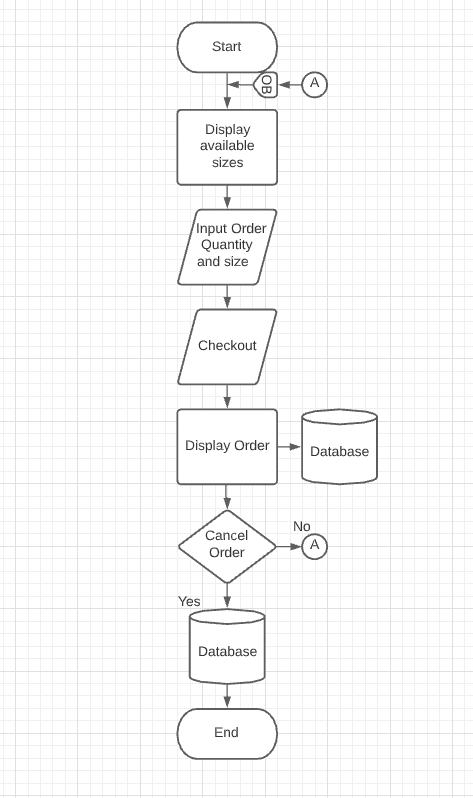 Start
OB
A
Display
available
sizes
Input Order
Quantity
and size
Checkout
Display Order
Database
Cancel
Order
No
A
Yes
Database
End